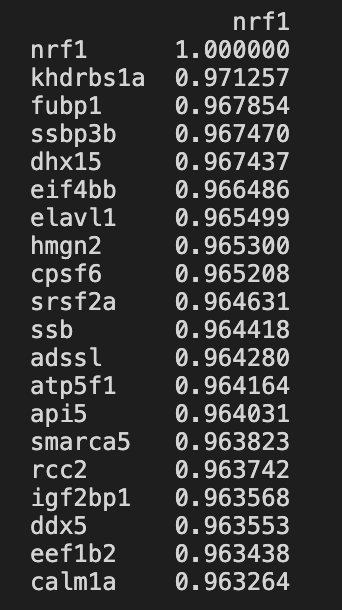 nrf1
nrf1 1.000000
khdrbs1a 0.971257
fubp1 0.967854
ssbp3b 0.967470
dhx15 0.967437
eif4bb 0.966486
elavl1 0.965499
hmgn2 0.965300
cpsf6 0.965208
srsf2a 0.964631
ssb 0.964418
adssl 0.964280
atp5f1 0.964164
api5 0.964031
smarca5 0.963823
rcc2 0.963742
igf2bp1 0.963568
ddx5 0.963553
eef1b2 0.963438
calm1a 0.963264